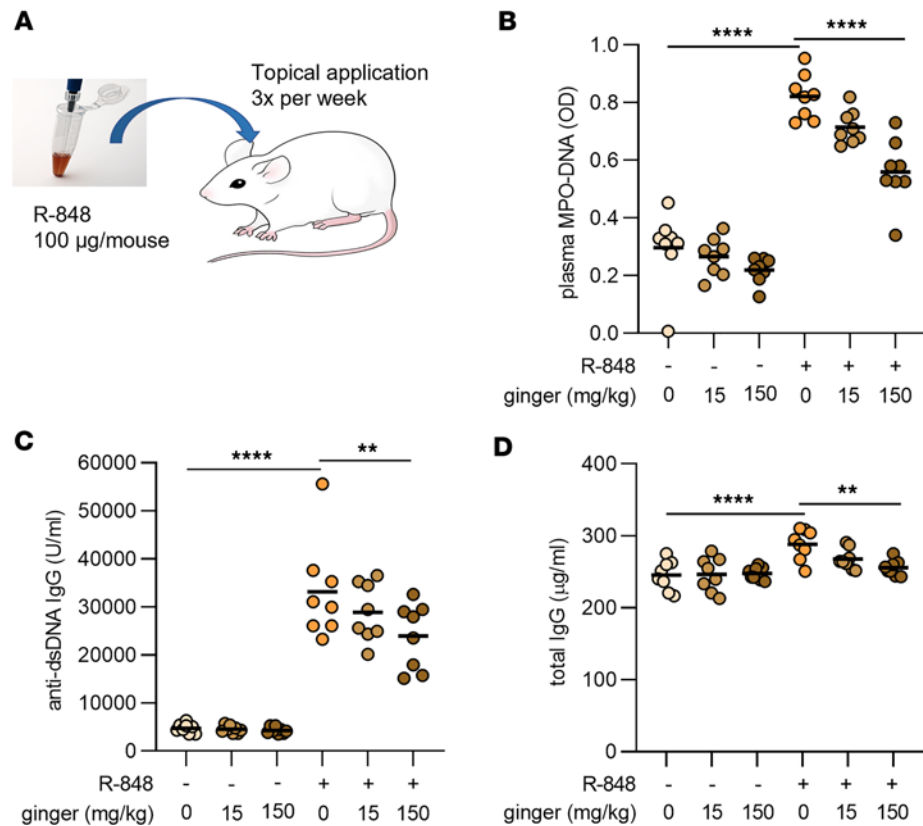 A
Topical application
3x per week
R-848
100 µg/mouse
B
**** ****
plasma MPO-DNA (OD)
1.0
0.8
0.6
0.4
0.2
0.0
R-848 - - - + + +
ginger (mg/kg) 0 15 150 0 15 150
C
**** **
anti-dsDNA IgG (U/ml)
60000
50000
40000
30000
20000
10000
0
R-848 - - - + + +
ginger (mg/kg) 0 15 150 0 15 150
D
**** **
total IgG (µg/ml)
400
300
200
100
0
R-848 - - - + + +
ginger (mg/kg) 0 15 150 0 15 150